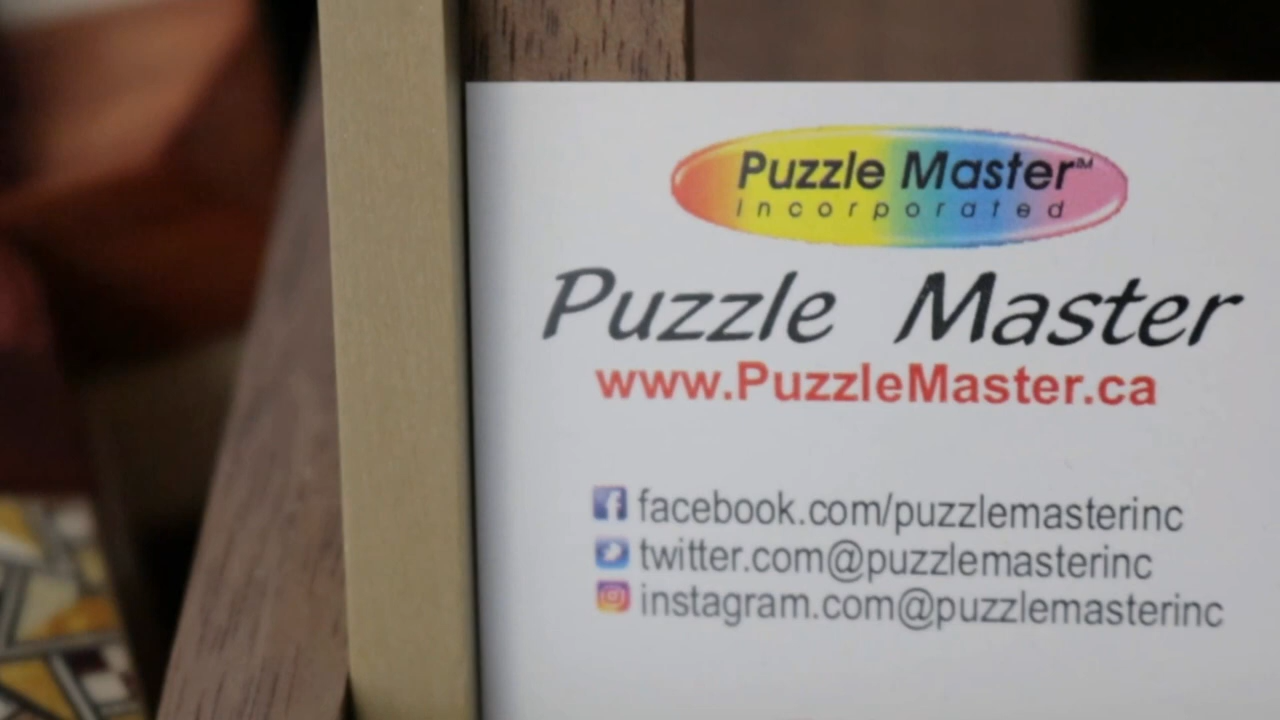 Puzzle Master™
Incorporated
Puzzle Master
www.PuzzleMaster.ca
facebook.com/puzzlemasterinc
twitter.com@puzzlemasterinc
instagram.com@puzzlemasterinc